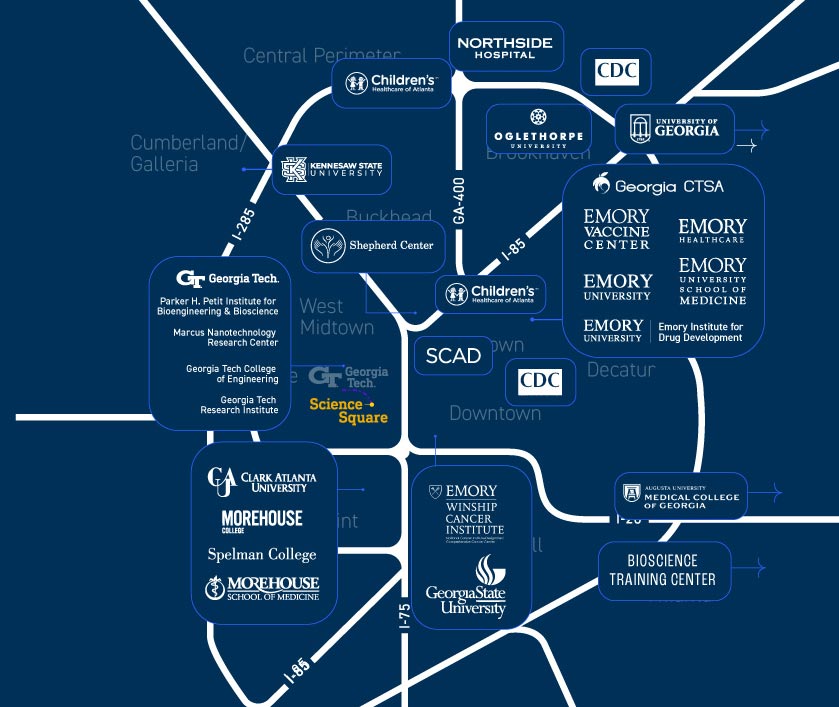 Central Perimeter
NORTHSIDE
HOSPITAL
CDC
Children's™
Healthcare of Atlanta
OGLETHORPE
UNIVERSITY
Brookhaven
UNIVERSITY OF
GEORGIA
Cumberland/
Galleria
KENNESAW STATE
UNIVERSITY
GA-400
I-285
Buckhead
Shepherd Center
I-85
Georgia CTSA
EMORY
VACCINE
CENTER
EMORY
HEALTHCARE
EMORY
UNIVERSITY
EMORY
UNIVERSITY
SCHOOL OF
MEDICINE
EMORY
UNIVERSITY
Emory Institute for
Drug Development
GT Georgia Tech.
Parker H. Petit Institute for
Bioengineering & Bioscience
Marcus Nanotechnology
Research Center
Georgia Tech College
of Engineering
Georgia Tech
Research Institute
Children's™
Healthcare of Atlanta
West
Midtown
SCAD
GT Georgia
Tech.
Science
Square
CDC
Decatur
Downtown
CLARK ATLANTA
UNIVERSITY
MOREHOUSE
COLLEGE
Spelman College
MOREHOUSE
SCHOOL OF MEDICINE
EMORY
WINSHIP
CANCER
INSTITUTE
GeorgiaState
University
AUGUSTA UNIVERSITY
MEDICAL COLLEGE
OF GEORGIA
I-20
BIOSCIENCE
TRAINING CENTER
I-75
I-85